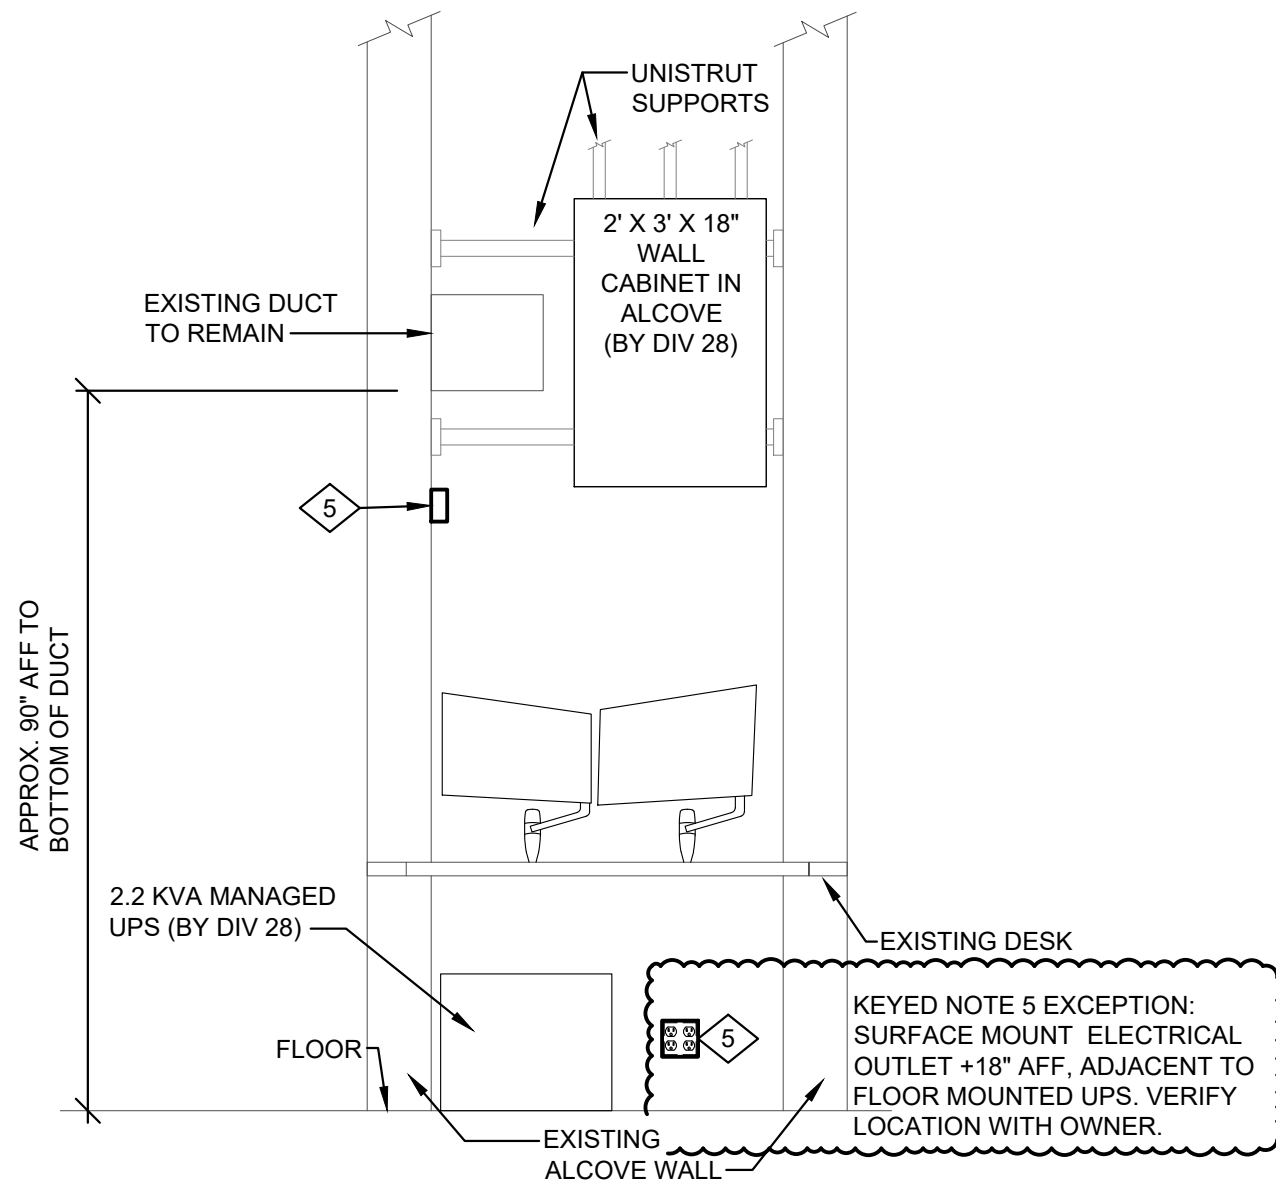 UNISTRUT
SUPPORTS
2' X 3' X 18"
WALL
CABINET IN
ALCOVE
(BY DIV 28)
EXISTING DUCT
TO REMAIN
5
APPROX. 90" AFF TO
BOTTOM OF DUCT
2.2 KVA MANAGED
UPS (BY DIV 28)
EXISTING DESK
KEYED NOTE 5 EXCEPTION:
SURFACE MOUNT ELECTRICAL
OUTLET +18" AFF, ADJACENT TO
FLOOR MOUNTED UPS. VERIFY
LOCATION WITH OWNER.
5
FLOOR
EXISTING
ALCOVE WALL